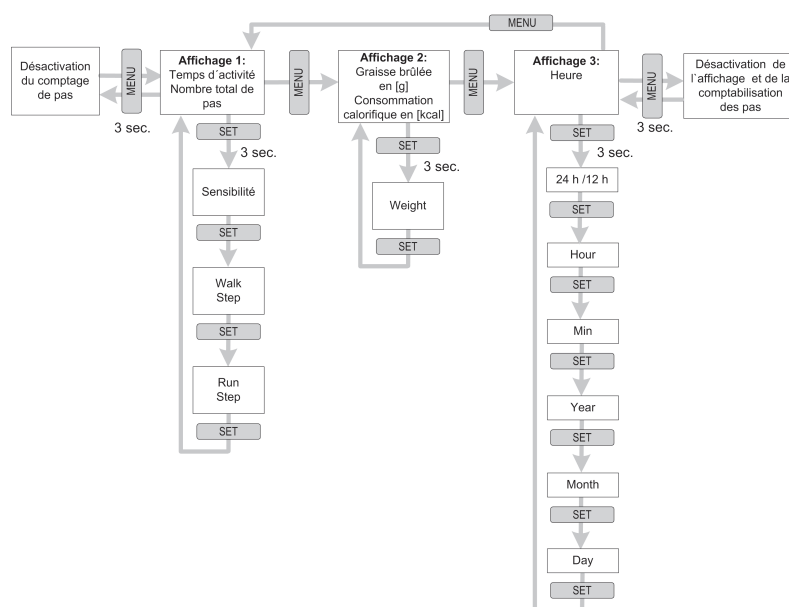 MENU
Désactivation
du comptage
de pas
MENU
3 sec.
Affichage 1:
Temps d´activité
Nombre total de
pas
MENU
Affichage 2:
Graisse brûlée
en [g]
Consommation
calorifique en [kcal]
MENU
Affichage 3:
Heure
MENU
3 sec.
Désactivation de
l`affichage et de la
comptabilisation
des pas
SET
3 sec.
Sensibilité
SET
Walk
Step
SET
Run
Step
SET
SET
3 sec.
Weight
SET
SET
3 sec.
24 h /12 h
SET
Hour
SET
Min
SET
Year
SET
Month
SET
Day
SET